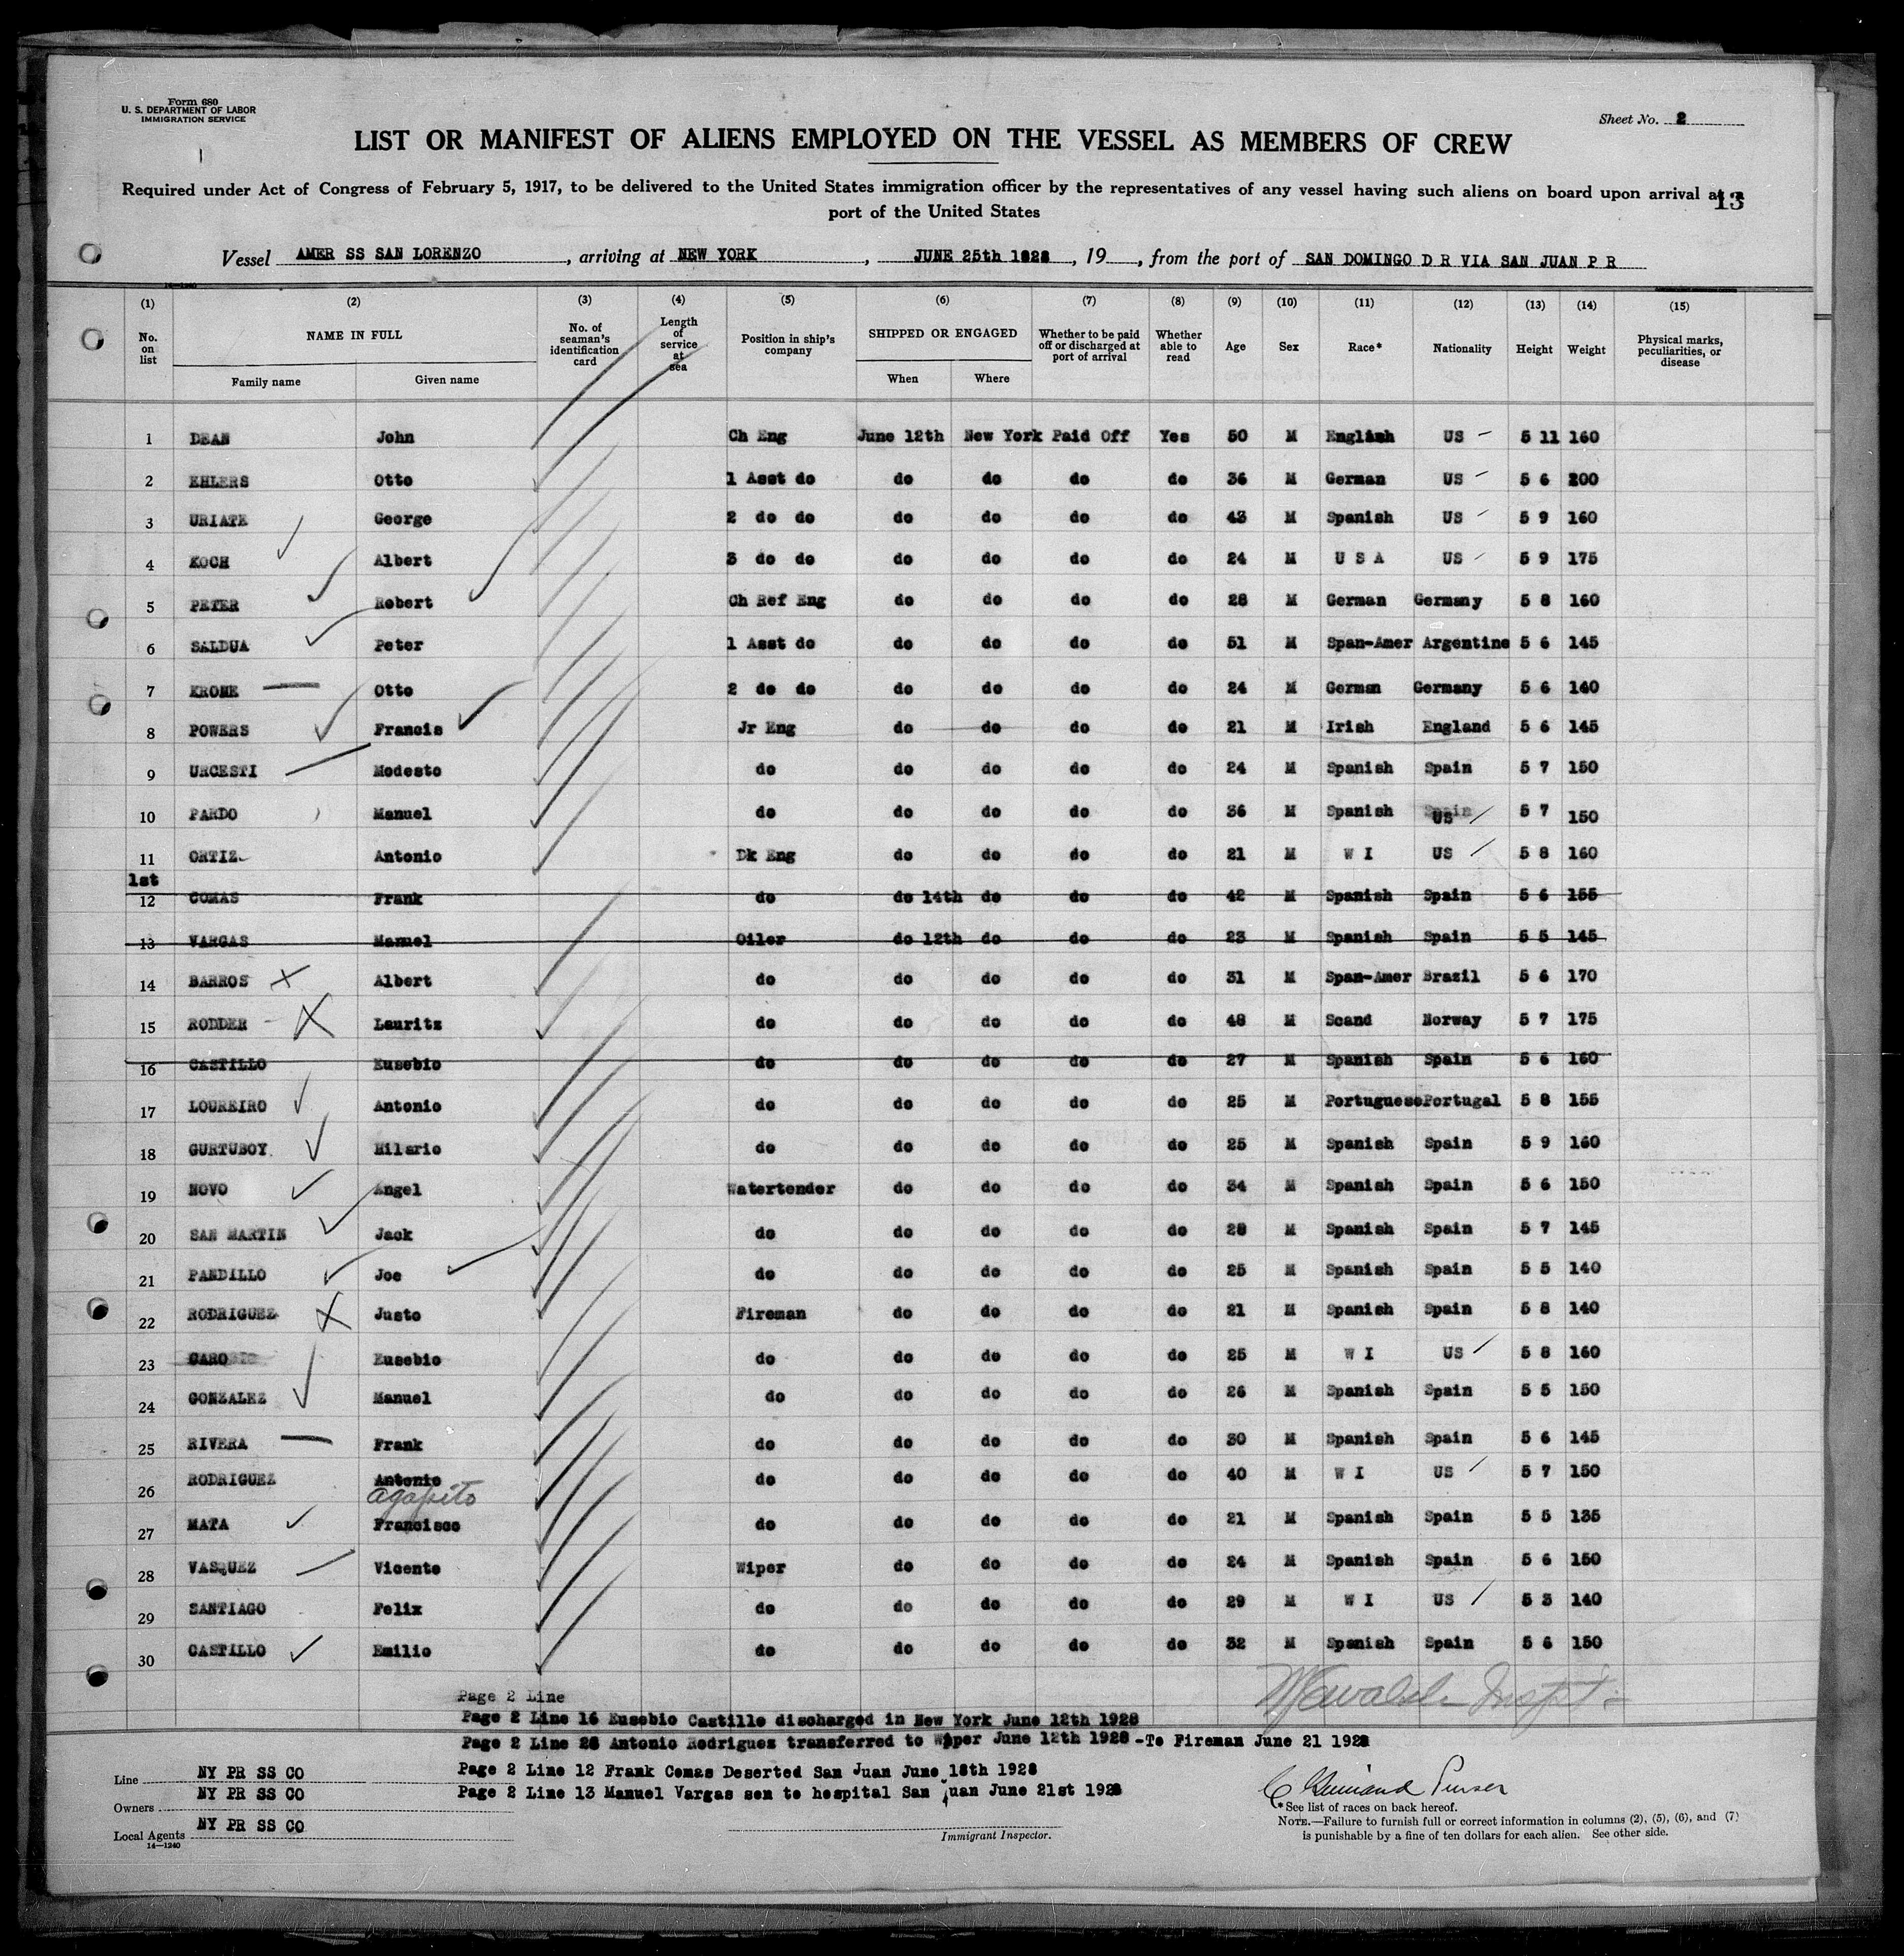 Form 680
U. S. DEPARTMENT OF LABOR
IMMIGRATION SERVICE
Sheet No. 2
LIST OR MANIFEST OF ALIENS EMPLOYED ON THE VESSEL AS MEMBERS OF CREW
Required under Act of Congress of February 5, 1917, to be delivered to the United States immigration officer by the representatives of any vessel having such aliens on board upon arrival at a
port of the United States
13
Vessel AMER SS SAN LORENZO, arriving at NEW YORK, JUNE 25th 1928, 19, from the port of SAN DOMINGO D R VIA SAN JUAN P R
14—1240
(1) (2) (3) (4) (5) (6) (7) (8) (9) (10) (11) (12) (13) (14) (15)
No. on list NAME IN FULL Family name Given name No. of seaman's identification card Length of service at sea Position in ship's company SHIPPED OR ENGAGED When Where Whether to be paid off or discharged at port of arrival Whether able to read Age Sex Race* Nationality Height Weight Physical marks, peculiarities, or disease
1 DEAN John Ch Eng June 12th New York Paid Off Yes 50 M English US 5 11 160
2 EHLERS Otto 1 Asst do do do do do 36 M German US 5 6 200
3 URIATE George 2 do do do do do do 43 M Spanish US 5 9 160
4 KOCH Albert 3 do do do do do do 24 M U S A US 5 9 175
5 PETER Robert Ch Ref Eng do do do do 28 M German Germany 5 8 160
6 SALDUA Peter 1 Asst do do do do do 51 M Span-Amer Argentine 5 6 145
7 KROME Otto 2 do do do do do do 24 M German Germany 5 6 140
8 POWERS Francis Jr Eng do do do do 21 M Irish England 5 6 145
9 URCESTI Modesto do do do do do 24 M Spanish Spain 5 7 150
10 PARDO Manuel do do do do do 36 M Spanish Spain US 5 7 150
11 ORTIZ Antonio Dk Eng do do do do 21 M W I US 5 8 160
1st
12 COMAS Frank do do 14th do do do 42 M Spanish Spain 5 6 155
13 VARGAS Manuel Oiler do 12th do do do 23 M Spanish Spain 5 5 145
14 BARROS Albert do do do do do 31 M Span-Amer Brazil 5 6 170
15 RODDER Lauritz do do do do do 48 M Scand Norway 5 7 175
16 CASTILLO Eusebio do do do do do 27 M Spanish Spain 5 6 160
17 LOUREIRO Antonio do do do do do 25 M Portuguese Portugal 5 8 155
18 GURTUBOY Hilario do do do do do 25 M Spanish Spain 5 9 160
19 NOVO Angel Watertender do do do do 34 M Spanish Spain 5 6 150
20 SAN MARTIN Jack do do do do do 28 M Spanish Spain 5 7 145
21 PANDILLO Joe do do do do do 25 M Spanish Spain 5 5 140
22 RODRIGUEZ Justo Fireman do do do do 21 M Spanish Spain 5 8 140
23 Eusebio do do do do do 25 M W I US 5 8 160
24 GONZALEZ Manuel do do do do do 26 M Spanish Spain 5 5 150
25 RIVERA Frank do do do do do 30 M Spanish Spain 5 6 145
26 RODRIGUEZ Antonio do do do do do 40 M W I US 5 7 150
agapito
27 MATA Francisco do do do do do 21 M Spanish Spain 5 5 135
28 VASQUEZ Vicente Wiper do do do do 24 M Spanish Spain 5 6 150
29 SANTIAGO Felix do do do do do 29 M W I US 5 3 140
30 CASTILLO Emilio do do do do do 32 M Spanish Spain 5 6 150
Page 2 Line
Page 2 Line 16 Eusebio Castillo discharged in New York June 12th 1928
Page 2 Line 26 Antonio Rodrigues transferred to Wiper June 12th 1928 -To Fireman June 21 1928
Page 2 Line 12 Frank Comas Deserted San Juan June 18th 1928
Page 2 Line 13 Manuel Vargas sen to hospital San Juan June 21st 1928
Line NY PR SS CO
Owners NY PR SS CO
Local Agents NY PR SS CO
14—1240
Immigrant Inspector.
Purser
*See list of races on back hereof.
NOTE.—Failure to furnish full or correct information in columns (2), (5), (6), and (7)
is punishable by a fine of ten dollars for each alien. See other side.